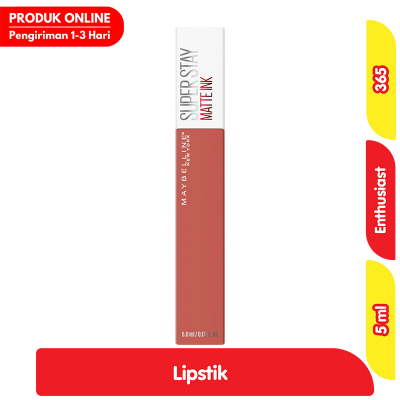 PRODUK ONLINE
Pengiriman 1-3 Hari
SUPER STAY
MATTE INK
MAYBELLINE
NEW YORK
365
Enthusiast
5 ml
Lipstik